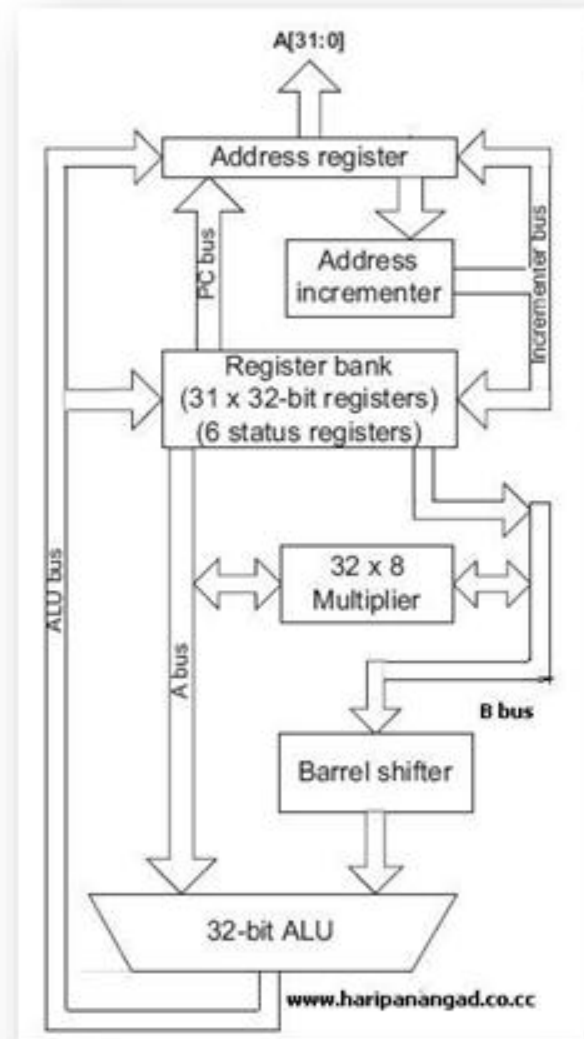 A[31:0]
Address register
PC bus
Address
incrementer
Incrementer bus
Register bank
(31 x 32-bit registers)
(6 status registers)
ALU bus
A bus
32 x 8
Multiplier
B bus
Barrel shifter
32-bit ALU
www.haripanangad.co.cc